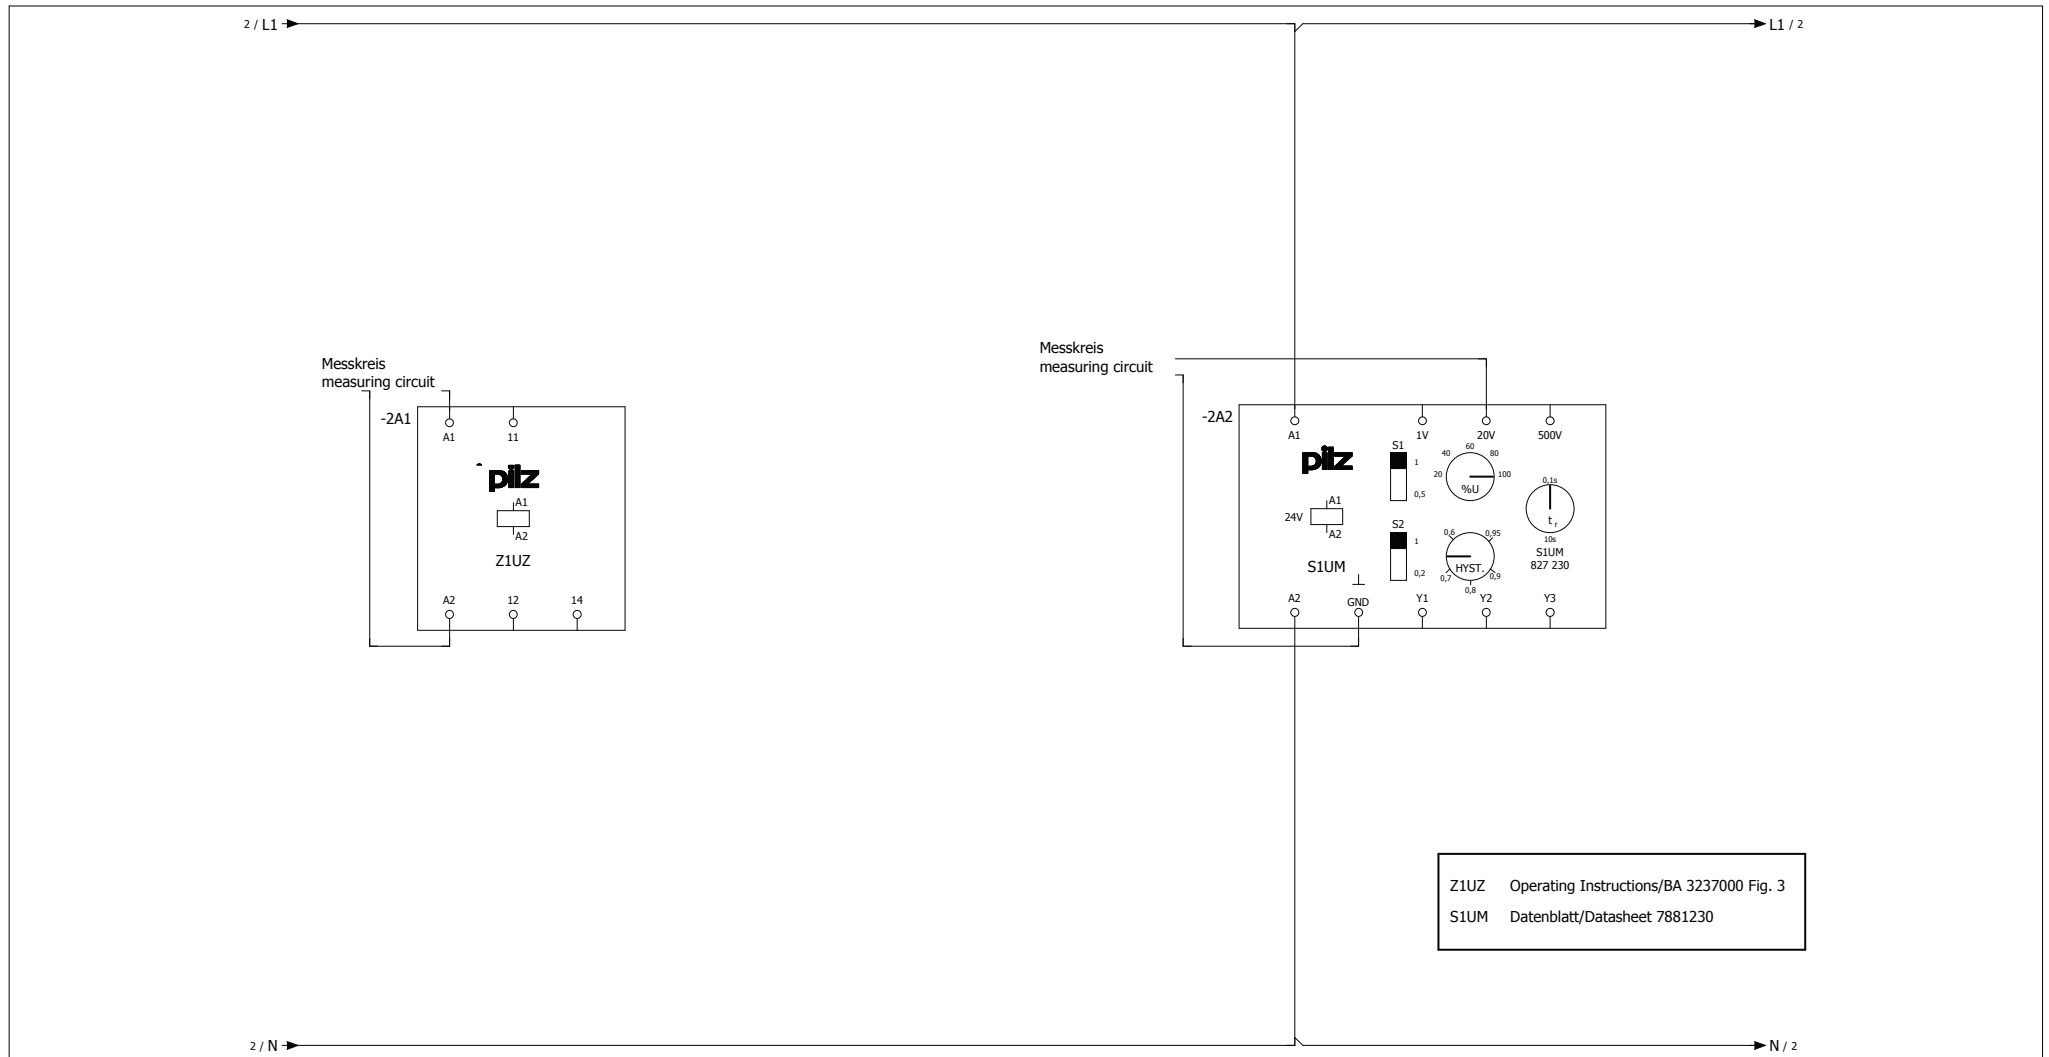 2 / L1
L1 / 2
Messkreis
measuring circuit
-2A1
A1
11
pilz
A1
A2
Z1UZ
A2
12
14
Messkreis
measuring circuit
-2A2
A1
1V
20V
500V
pilz
S1
1
0,5
20
40
60
80
100
%U
24V
A1
A2
S2
1
0,2
0,6
0,95
0,7
0,8
0,9
HYST.
0,1s
t r
10s
S1UM
827 230
S1UM
A2
GND
Y1
Y2
Y3
Z1UZ Operating Instructions/BA 3237000 Fig. 3
S1UM Datenblatt/Datasheet 7881230
2 / N
N / 2